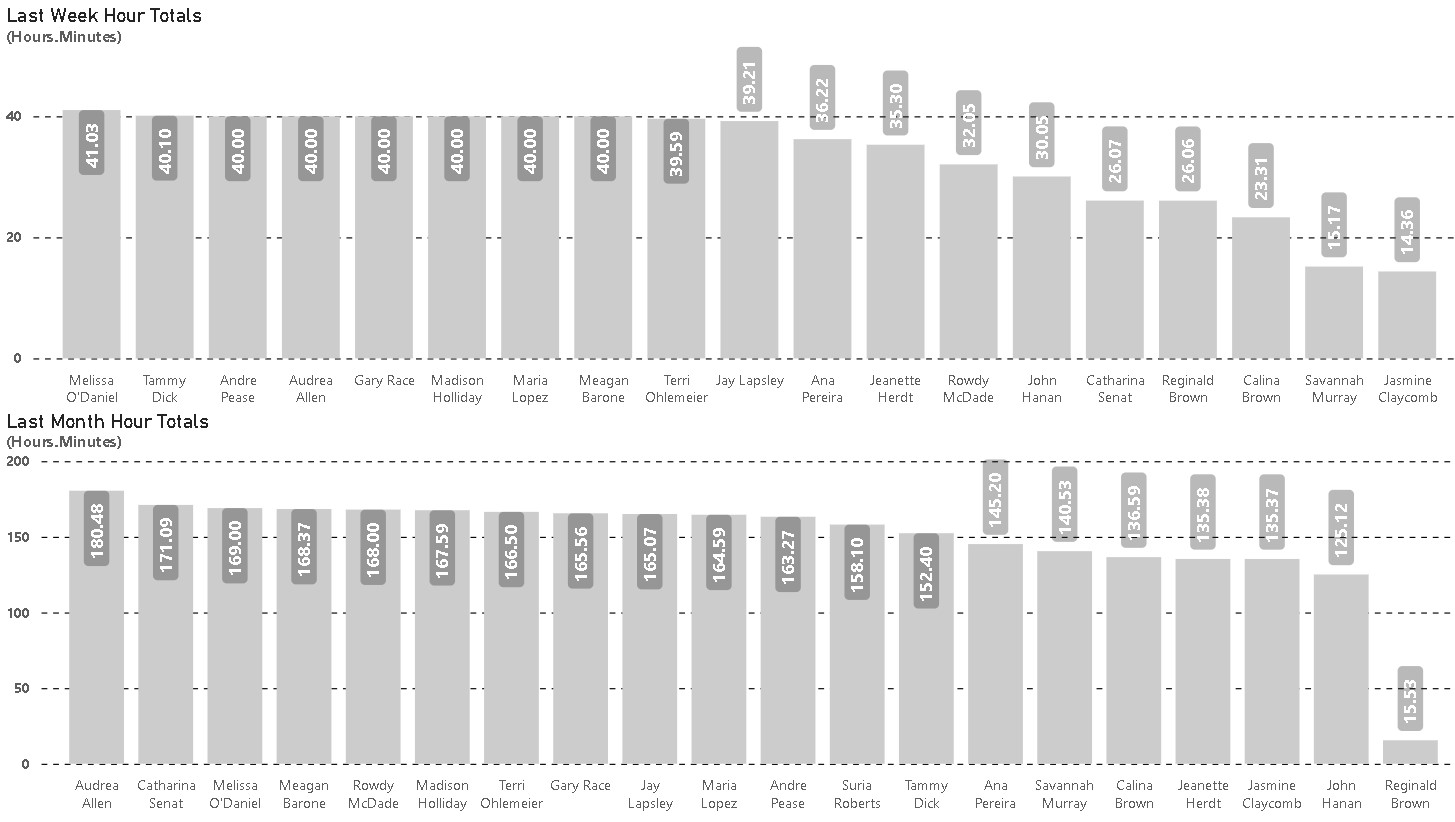 Last Week Hour Totals
(Hours.Minutes)
40
20
0
41.03
40.10
40.00
40.00
40.00
40.00
40.00
40.00
39.59
39.21
36.22
35.30
32.05
30.05
26.07
26.06
23.31
15.17
14.36
Melissa
O'Daniel
Tammy
Dick
Andre
Pease
Audrea
Allen
Gary Race
Madison
Holliday
Maria
Lopez
Meagan
Barone
Terri
Ohlemeier
Jay Lapsley
Ana
Pereira
Jeanette
Herdt
Rowdy
McDade
John
Hanan
Catharina
Senat
Reginald
Brown
Calina
Brown
Savannah
Murray
Jasmine
Claycomb
Last Month Hour Totals
(Hours.Minutes)
200
150
100
50
0
180.48
171.09
169.00
168.37
168.00
167.59
166.50
165.56
165.07
164.59
163.27
158.10
152.40
145.20
140.53
136.59
135.38
135.37
125.12
15.53
Audrea
Allen
Catharina
Senat
Melissa
O'Daniel
Meagan
Barone
Rowdy
McDade
Madison
Holliday
Terri
Ohlemeier
Gary Race
Jay
Lapsley
Maria
Lopez
Andre
Pease
Suria
Roberts
Tammy
Dick
Ana
Pereira
Savannah
Murray
Calina
Brown
Jeanette
Herdt
Jasmine
Claycomb
John
Hanan
Reginald
Brown